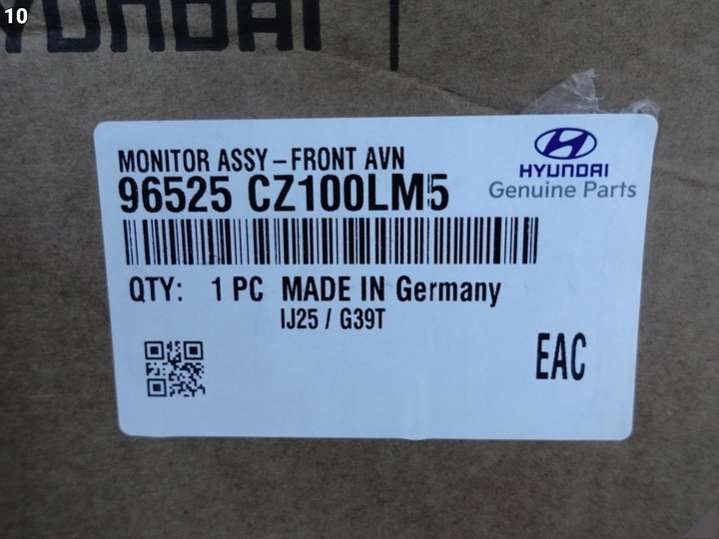 10
HYUNDAI
MONITOR ASSY-FRONT AVN
96525 CZ100LM5
HYUNDAI
Genuine Parts
QTY: 1 PC MADE IN Germany
IJ25 / G39T
EAC